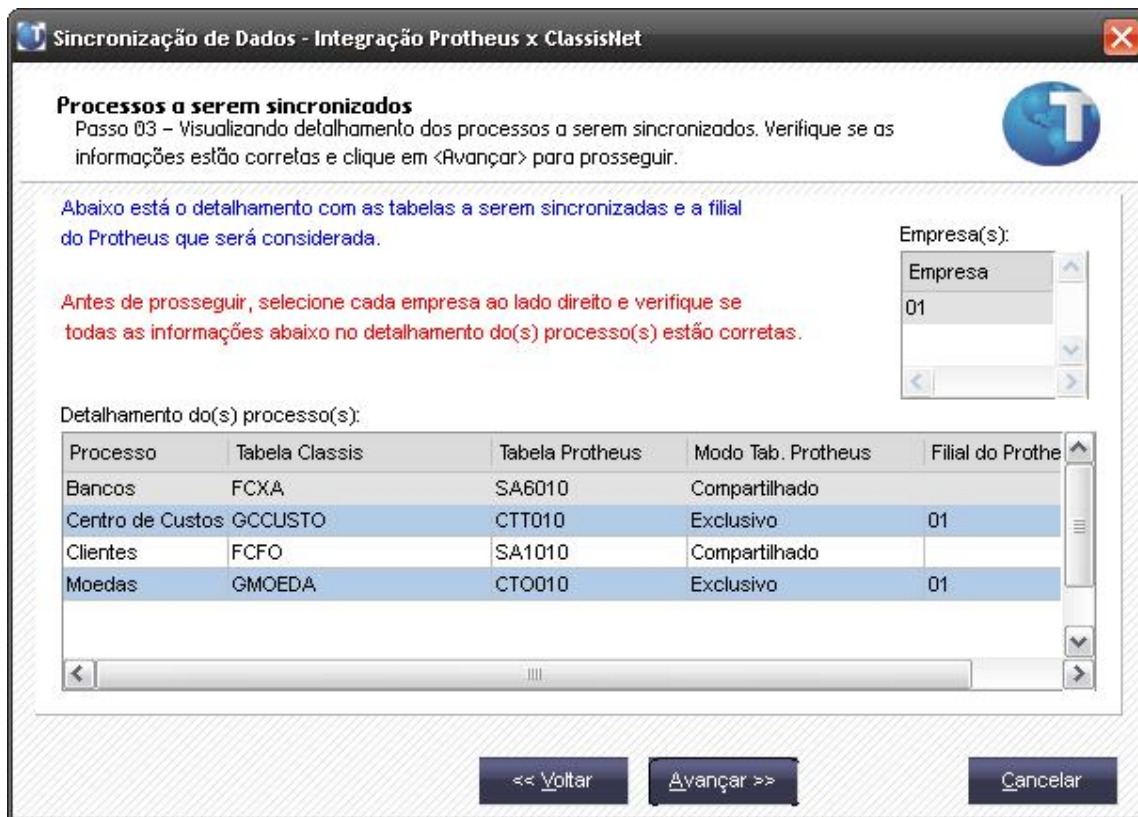 Sincronização de Dados - Integração Protheus x ClassisNet
Processos a serem sincronizados
Passo 03 - Visualizando detalhamento dos processos a serem sincronizados. Verifique se as
informações estão corretas e clique em <Avançar> para prosseguir.
T
Abaixo está o detalhamento com as tabelas a serem sincronizadas e a filial
do Protheus que será considerada.
Empresa(s):
Empresa
01
Antes de prosseguir, selecione cada empresa ao lado direito e verifique se
todas as informações abaixo no detalhamento do(s) processo(s) estão corretas.
Detalhamento do(s) processo(s):
Processo Tabela Classis Tabela Protheus Modo Tab. Protheus Filial do Prothe
Bancos FCXA SA6010 Compartilhado
Centro de Custos GCCUSTO CTT010 Exclusivo 01
Clientes FCFO SA1010 Compartilhado
Moedas GMOEDA CTO010 Exclusivo 01
<< Voltar Avançar >> Cancelar